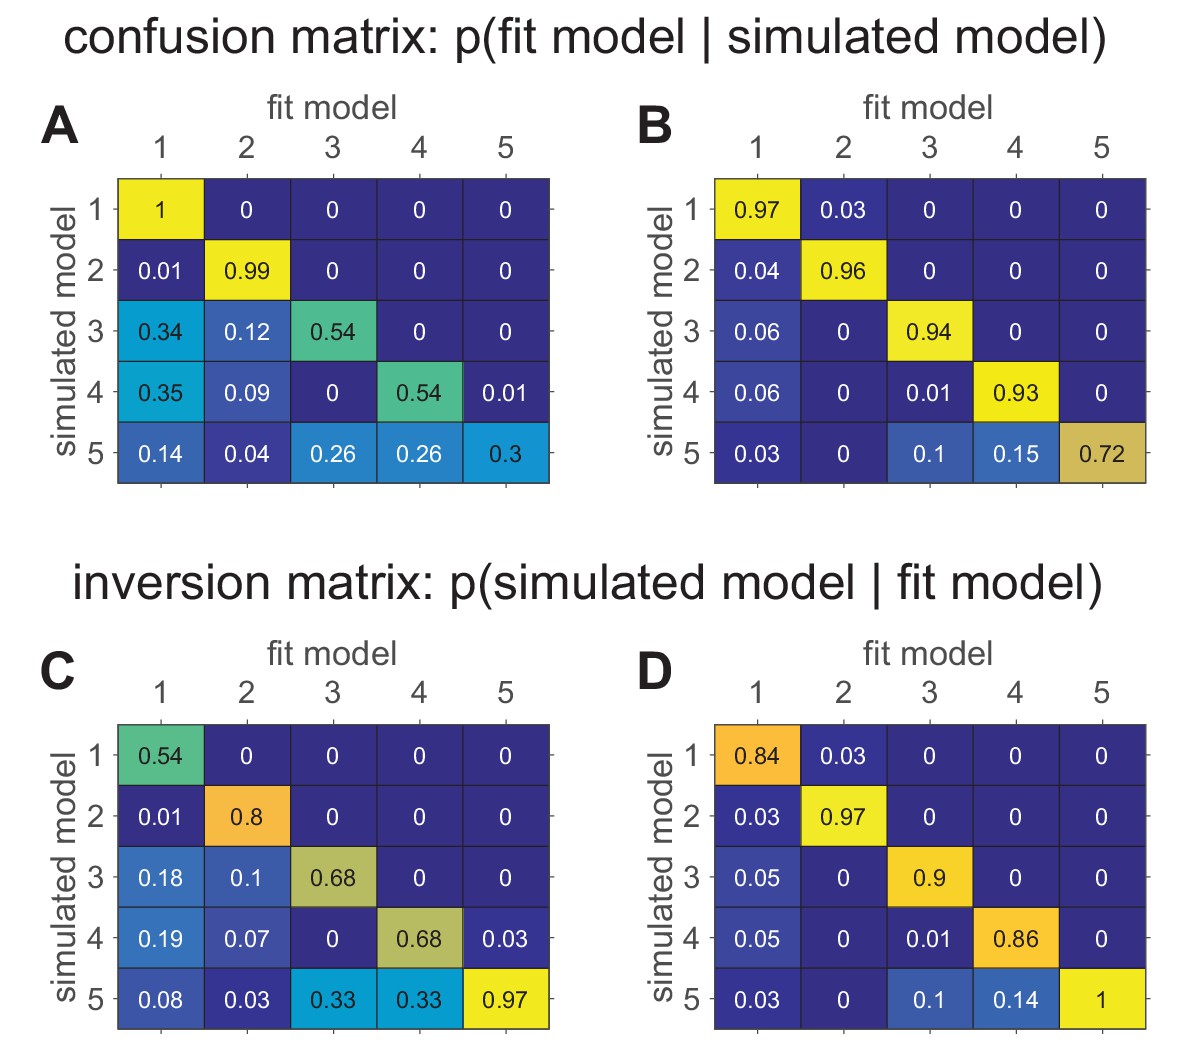 confusion matrix: p(fit model | simulated model)
A
fit model
1 2 3 4 5
simulated model
1 1 0 0 0 0
2 0.01 0.99 0 0 0
3 0.34 0.12 0.54 0 0
4 0.35 0.09 0 0.54 0.01
5 0.14 0.04 0.26 0.26 0.3
B
fit model
1 2 3 4 5
simulated model
1 0.97 0.03 0 0 0
2 0.04 0.96 0 0 0
3 0.06 0 0.94 0 0
4 0.06 0 0.01 0.93 0
5 0.03 0 0.1 0.15 0.72
inversion matrix: p(simulated model | fit model)
C
fit model
1 2 3 4 5
simulated model
1 0.54 0 0 0 0
2 0.01 0.8 0 0 0
3 0.18 0.1 0.68 0 0
4 0.19 0.07 0 0.68 0.03
5 0.08 0.03 0.33 0.33 0.97
D
fit model
1 2 3 4 5
simulated model
1 0.84 0.03 0 0 0
2 0.03 0.97 0 0 0
3 0.05 0 0.9 0 0
4 0.05 0 0.01 0.86 0
5 0.03 0 0.1 0.14 1